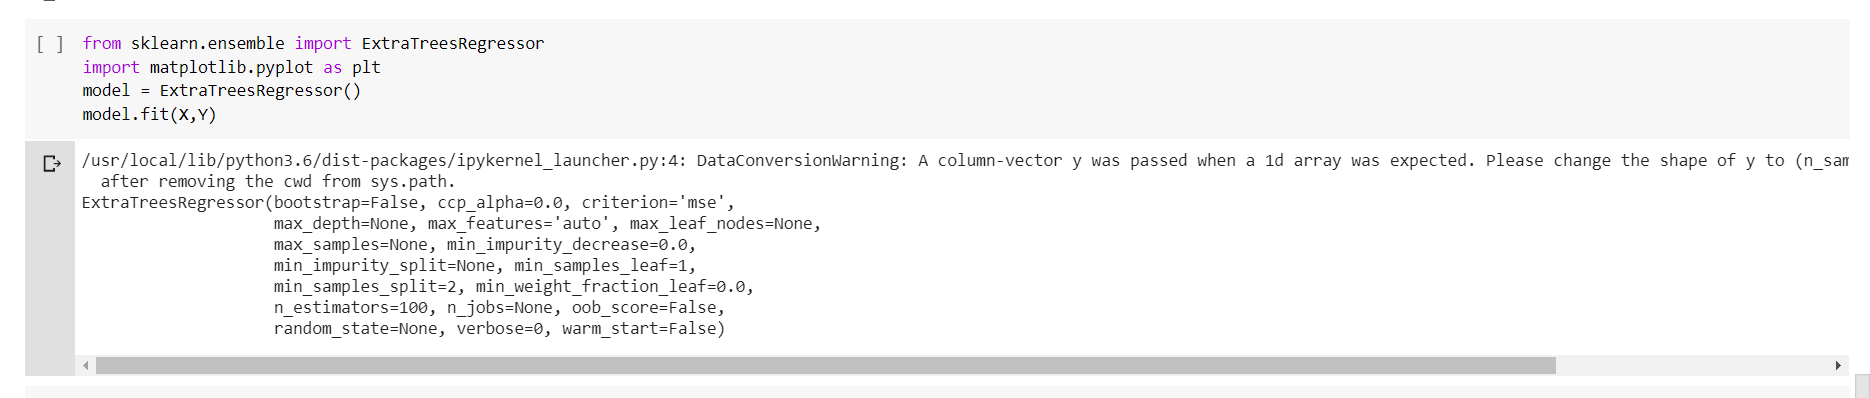 [ ] from sklearn.ensemble import ExtraTreesRegressor
import matplotlib.pyplot as plt
model = ExtraTreesRegressor()
model.fit(X,Y)
/usr/local/lib/python3.6/dist-packages/ipykernel_launcher.py:4: DataConversionWarning: A column-vector y was passed when a 1d array was expected. Please change the shape of y to (n_sam
  after removing the cwd from sys.path.
ExtraTreesRegressor(bootstrap=False, ccp_alpha=0.0, criterion='mse',
                    max_depth=None, max_features='auto', max_leaf_nodes=None,
                    max_samples=None, min_impurity_decrease=0.0,
                    min_impurity_split=None, min_samples_leaf=1,
                    min_samples_split=2, min_weight_fraction_leaf=0.0,
                    n_estimators=100, n_jobs=None, oob_score=False,
                    random_state=None, verbose=0, warm_start=False)